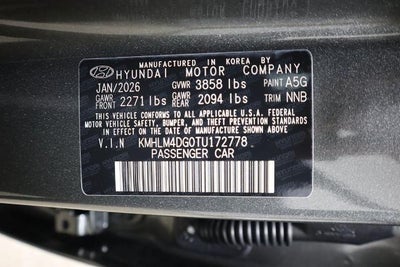 MANUFACTURED IN KOREA
BY HYUNDAI MOTOR COMPANY
JAN/2026 GVWR 3858 lbs PAINT A5G
GAWR FRONT 2271 lbs GAWR REAR 2094 lbs TRIM NNB
THIS VEHICLE CONFORMS TO ALL APPLICABLE U.S.A FEDERAL
MOTOR VEHICLE SAFETY, BUMPER, AND THEFT PREVENTION STANDARDS
IN EFFECT ON THE DATE OF MANUFACTURE SHOWN ABOVE.
V.I.N KMHLM4DG0TU172778
PASSENGER CAR